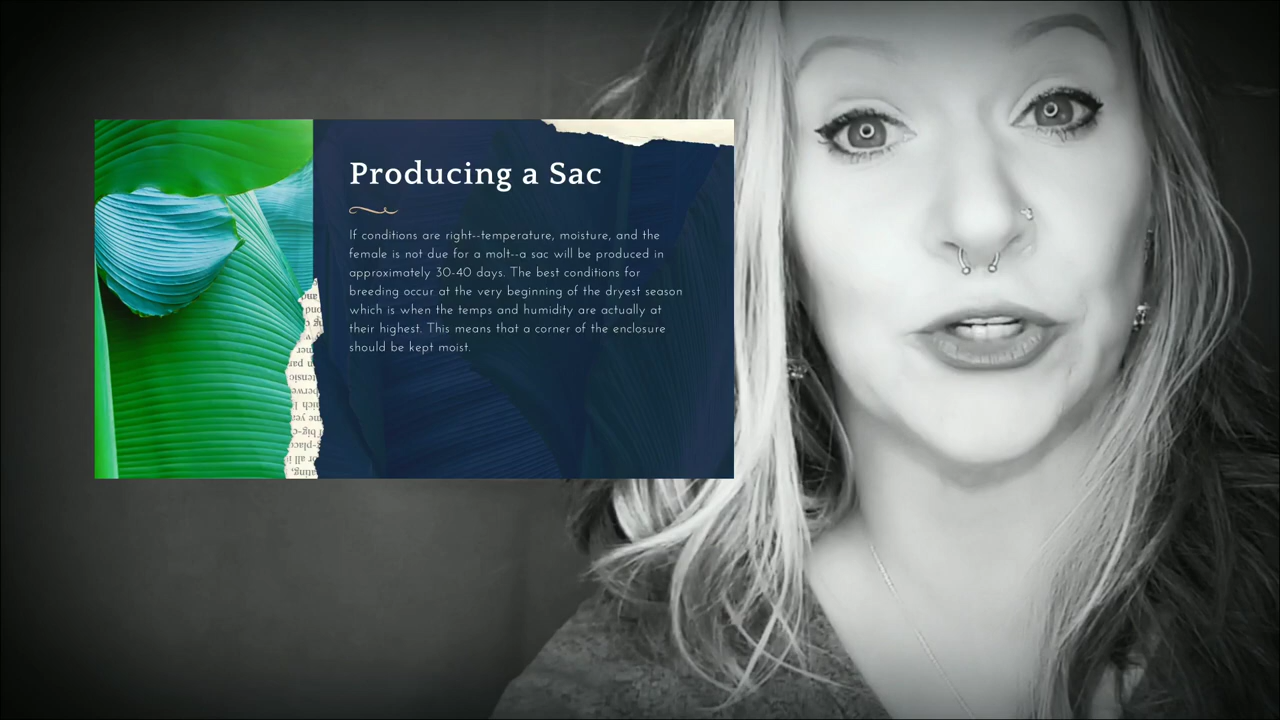 Producing a Sac
If conditions are right--temperature, moisture, and the
female is not due for a molt--a sac will be produced in
approximately 30-40 days. The best conditions for
breeding occur at the very beginning of the dryest season
which is when the temps and humidity are actually at
their highest. This means that a corner of the enclosure
should be kept moist.